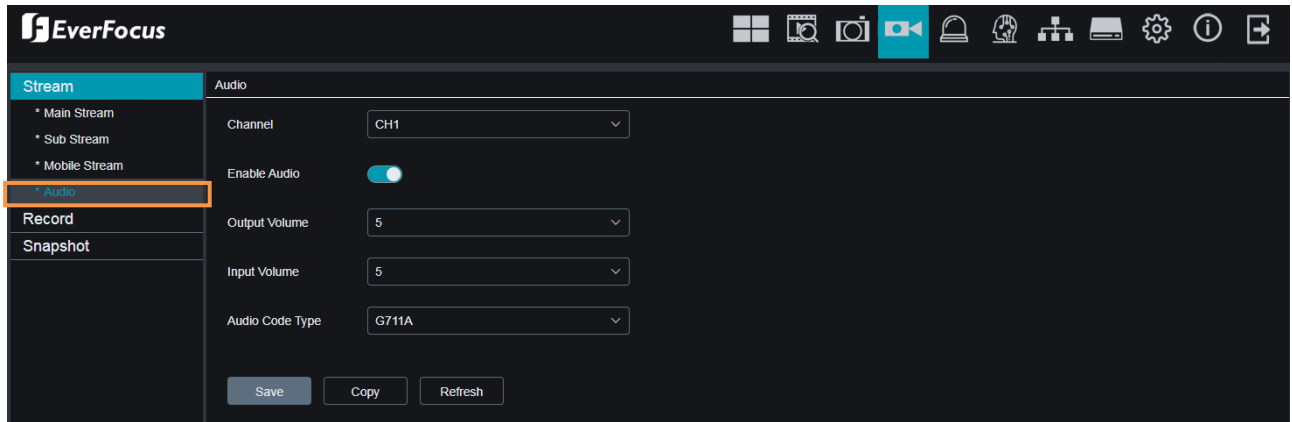 EverFocus
Stream
* Main Stream
* Sub Stream
* Mobile Stream
* Audio
Record
Snapshot
Audio
Channel CH1
Enable Audio
Output Volume 5
Input Volume 5
Audio Code Type G711A
Save Copy Refresh